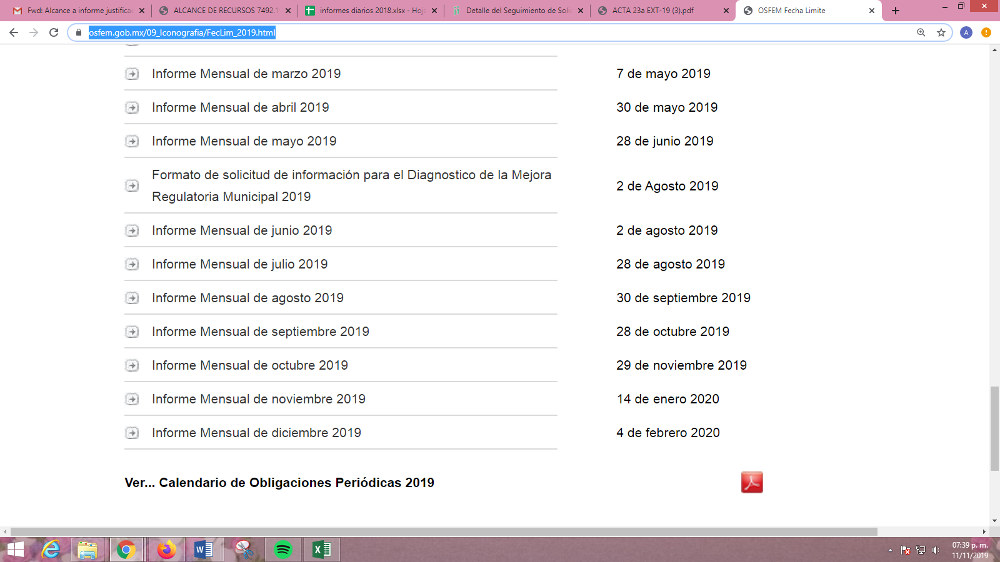 Fwd: Alcance a informe justifica
ALCANCE DE RECURSOS 7492.1
informes diarios 2018.xlsx - Hoja
Detalle del Seguimiento de Soli
ACTA 23a EXT-19 (3).pdf
OSFEM Fecha Limite
osfem.gob.mx/09_Iconografia/FecLim_2019.html
A
Informe Mensual de marzo 2019 7 de mayo 2019
Informe Mensual de abril 2019 30 de mayo 2019
Informe Mensual de mayo 2019 28 de junio 2019
Formato de solicitud de información para el Diagnostico de la Mejora
Regulatoria Municipal 2019 2 de Agosto 2019
Informe Mensual de junio 2019 2 de agosto 2019
Informe Mensual de julio 2019 28 de agosto 2019
Informe Mensual de agosto 2019 30 de septiembre 2019
Informe Mensual de septiembre 2019 28 de octubre 2019
Informe Mensual de octubre 2019 29 de noviembre 2019
Informe Mensual de noviembre 2019 14 de enero 2020
Informe Mensual de diciembre 2019 4 de febrero 2020
Ver... Calendario de Obligaciones Periódicas 2019
07:39 p. m.
11/11/2019